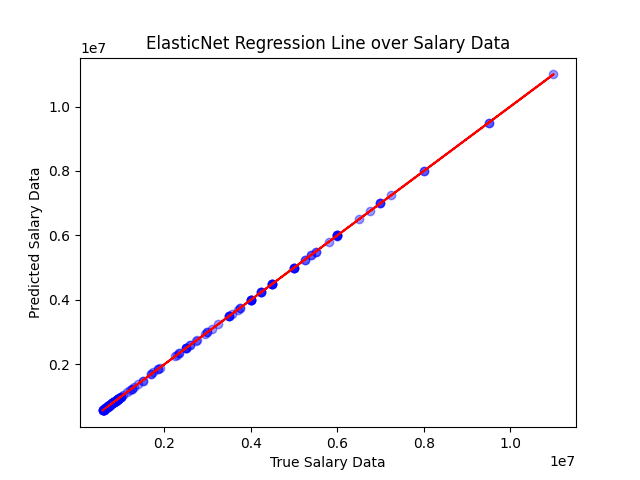 ElasticNet Regression Line over Salary Data
1e7
1.0
0.8
0.6
0.4
0.2
Predicted Salary Data
0.2 0.4 0.6 0.8 1.0
1e7
True Salary Data